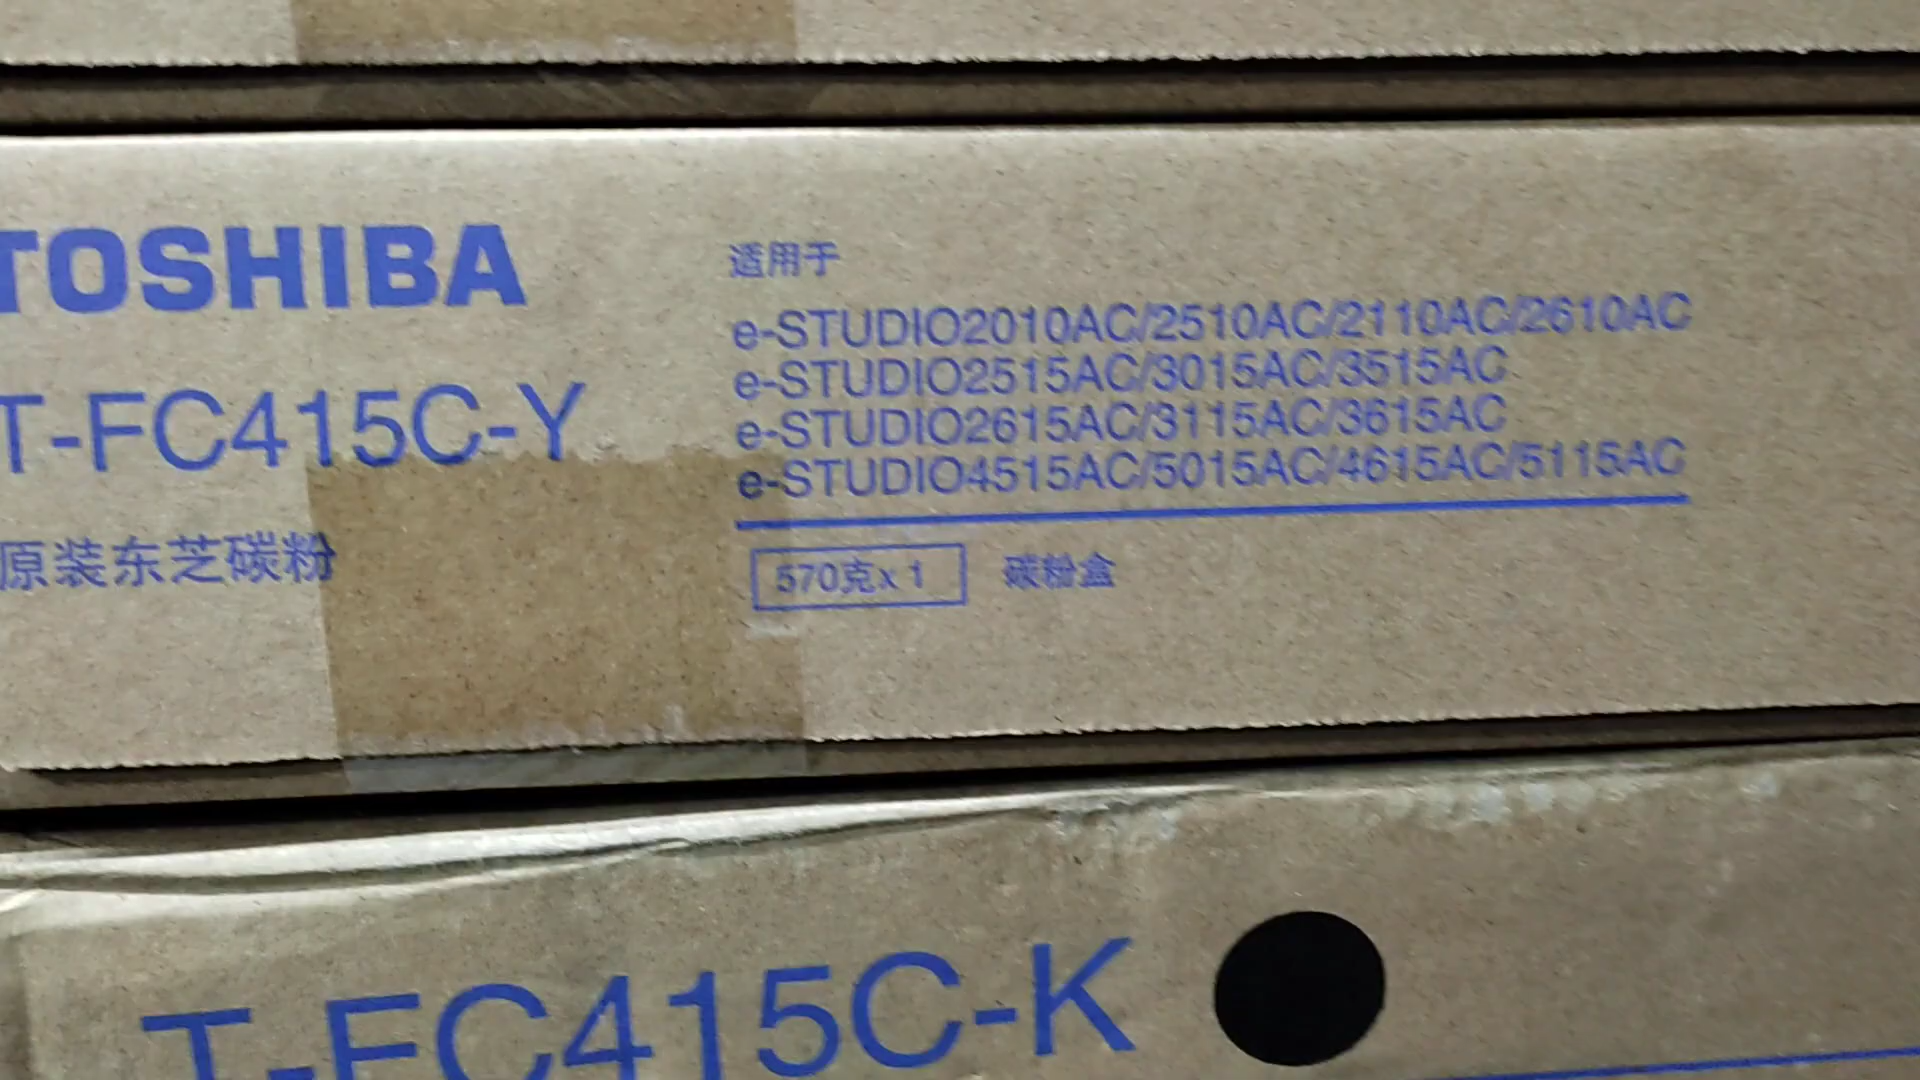 TOSHIBA
T-FC415C-Y
原装东芝碳粉
适用于
e-STUDIO2010AC/2510AC/2110AC/2610AC
e-STUDIO2515AC/3015AC/3515AC
e-STUDIO2615AC/3115AC/3615AC
e-STUDIO4515AC/5015AC/4615AC/5115AC
570克x 1
碳粉盒
T-FC415C-K